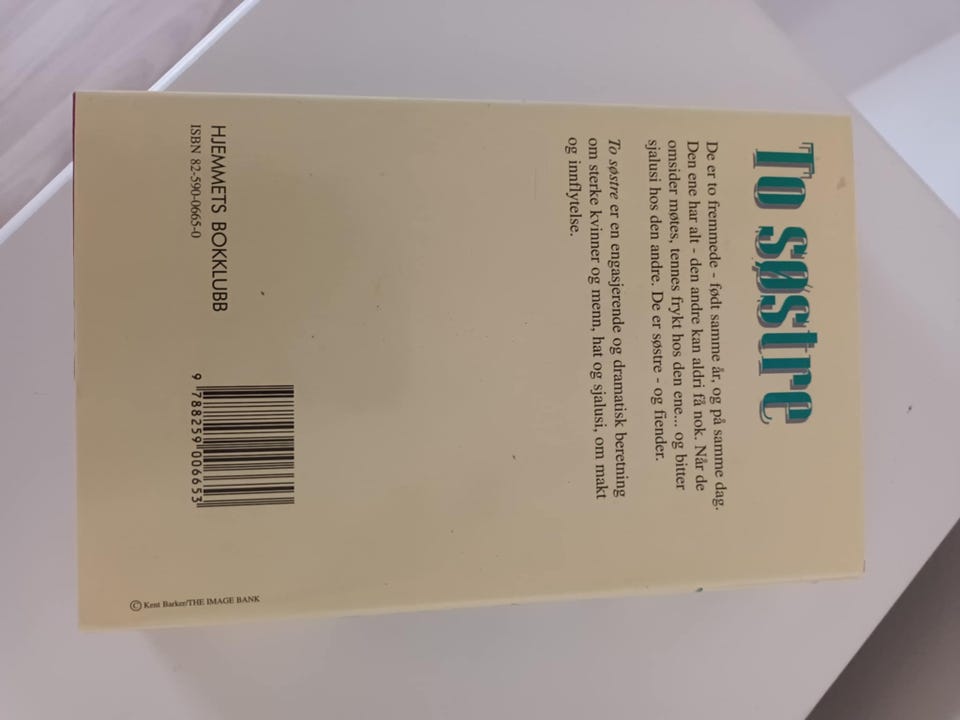 To søstre
De er to fremmede - født samme år, og på samme dag.
Den ene har alt - den andre kan aldri få nok. Når de
omsider møtes, tennes frykt hos den ene... og bitter
sjalusi hos den andre. De er søstre - og fiender.
To søstre er en engasjerende og dramatisk beretning
om sterke kvinner og menn, hat og sjalusi, om makt
og innflytelse.
HJEMMETS BOKKLUBB
ISBN 82-590-0665-0
9 788259 006653
© Kent Barker/THE IMAGE BANK